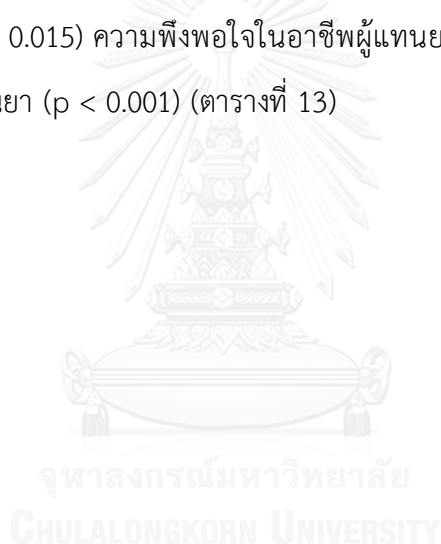 0.015) ความพึงพอใจในอาชีพผู้แทนย
ยา (p < 0.001) (ตารางที่ 13)
จุฬาลงกรณ์มหาวิทยาลัย
CHULALONGKORN UNIVERSITY